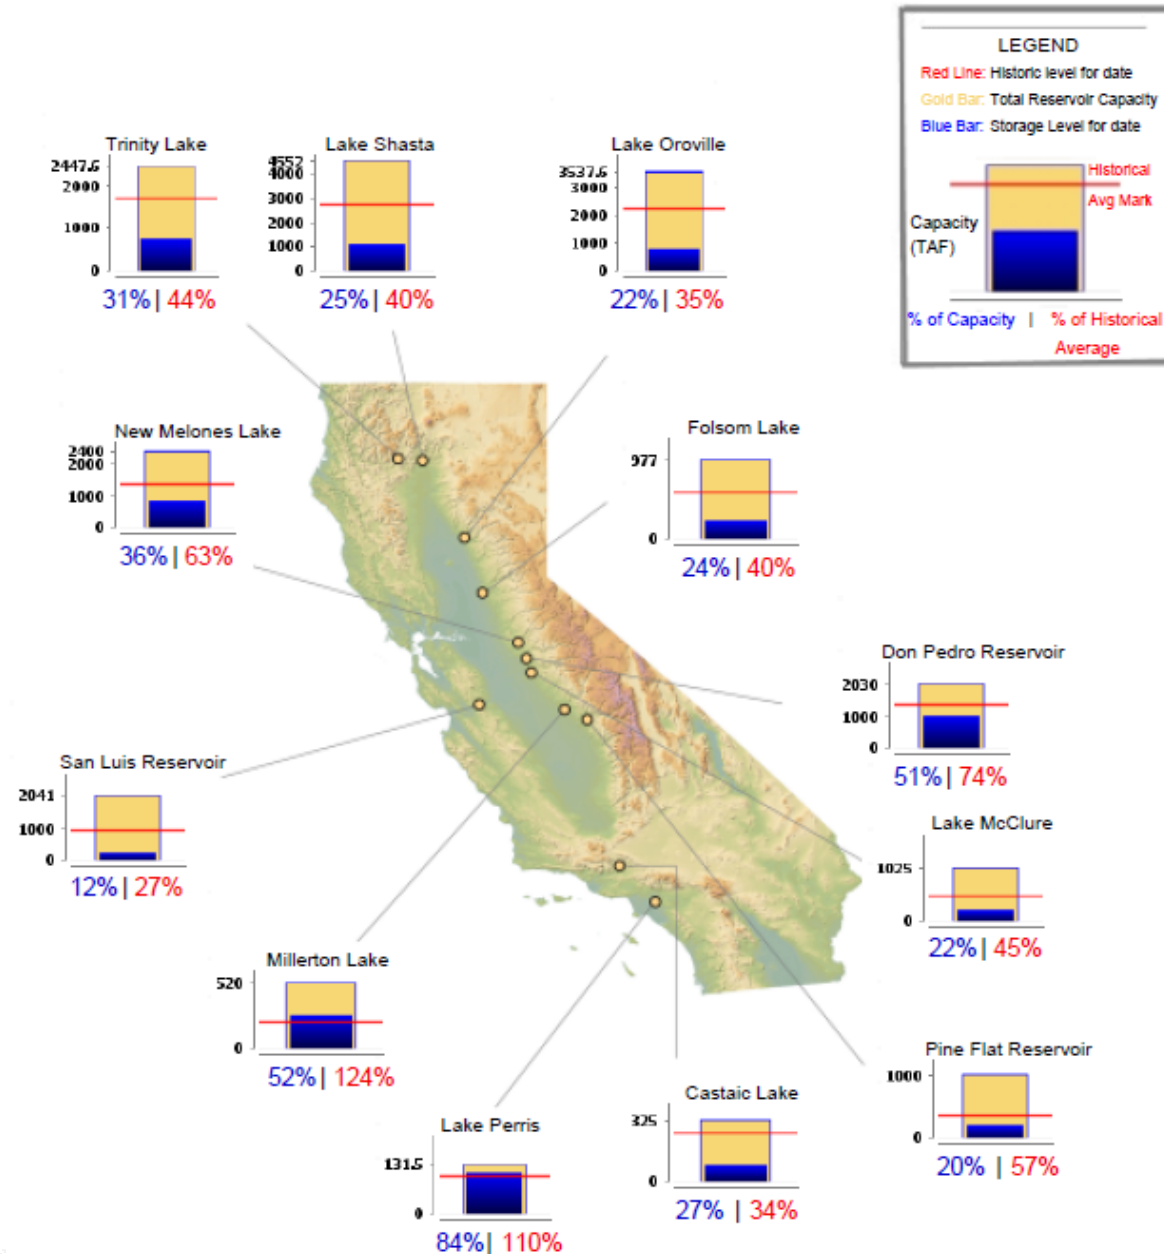 LEGEND
Red Line: Historic level for date
Gold Bar: Total Reservoir Capacity
Blue Bar: Storage Level for date
Historical
Avg Mark
Capacity
(TAF)
% of Capacity | % of Historical
Average
Trinity Lake
2447.6
2000
1000
0
31% | 44%
Lake Shasta
4552
4000
3000
2000
1000
0
25% | 40%
Lake Oroville
3537.6
3000
2000
1000
0
22% | 35%
New Melones Lake
2400
2000
1000
0
36% | 63%
Folsom Lake
977
0
24% | 40%
Don Pedro Reservoir
2030
1000
0
51% | 74%
San Luis Reservoir
2041
1000
0
12% | 27%
Lake McClure
1025
0
22% | 45%
Millerton Lake
520
0
52% | 124%
Pine Flat Reservoir
1000
0
20% | 57%
Castaic Lake
325
0
27% | 34%
Lake Perris
131.5
0
84% | 110%